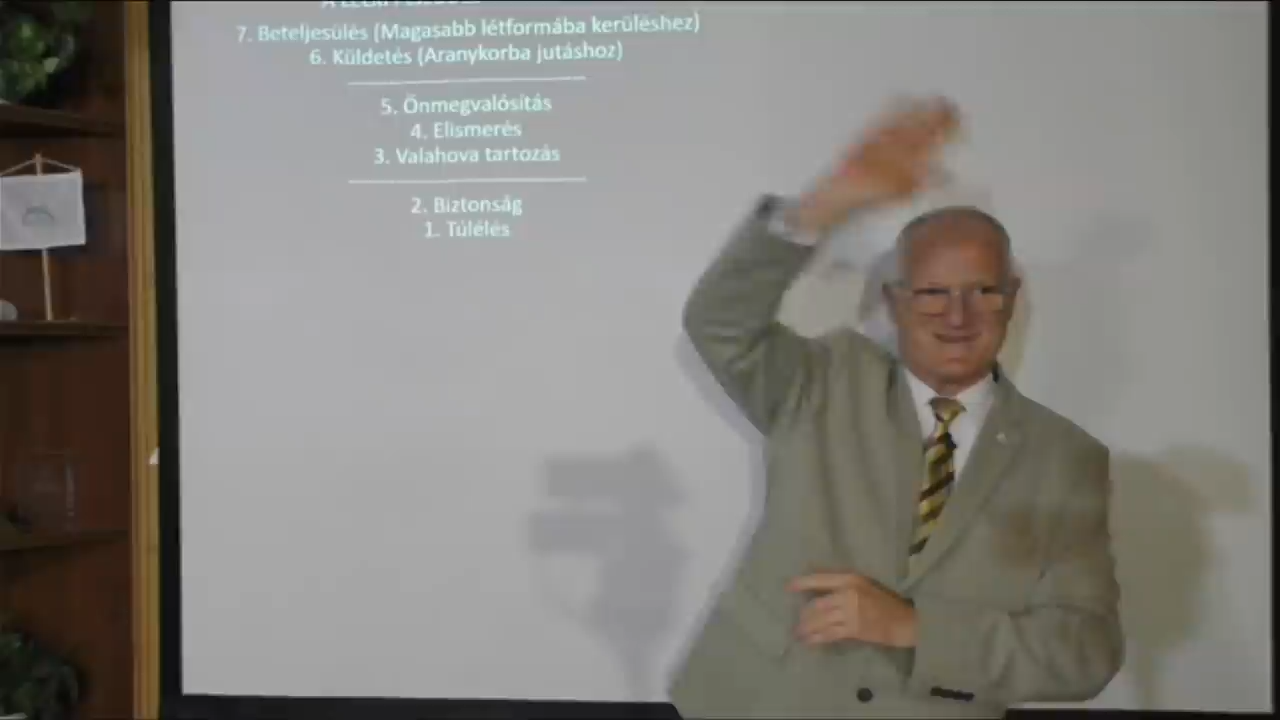 7. Beteljesülés (Magasabb létformába kerüléshez)
6. Küldetés (Aranykorba jutáshoz)
5. Önmegvalósítás
4. Elismerés
3. Valahova tartozás
2. Biztonság
1. Túlélés